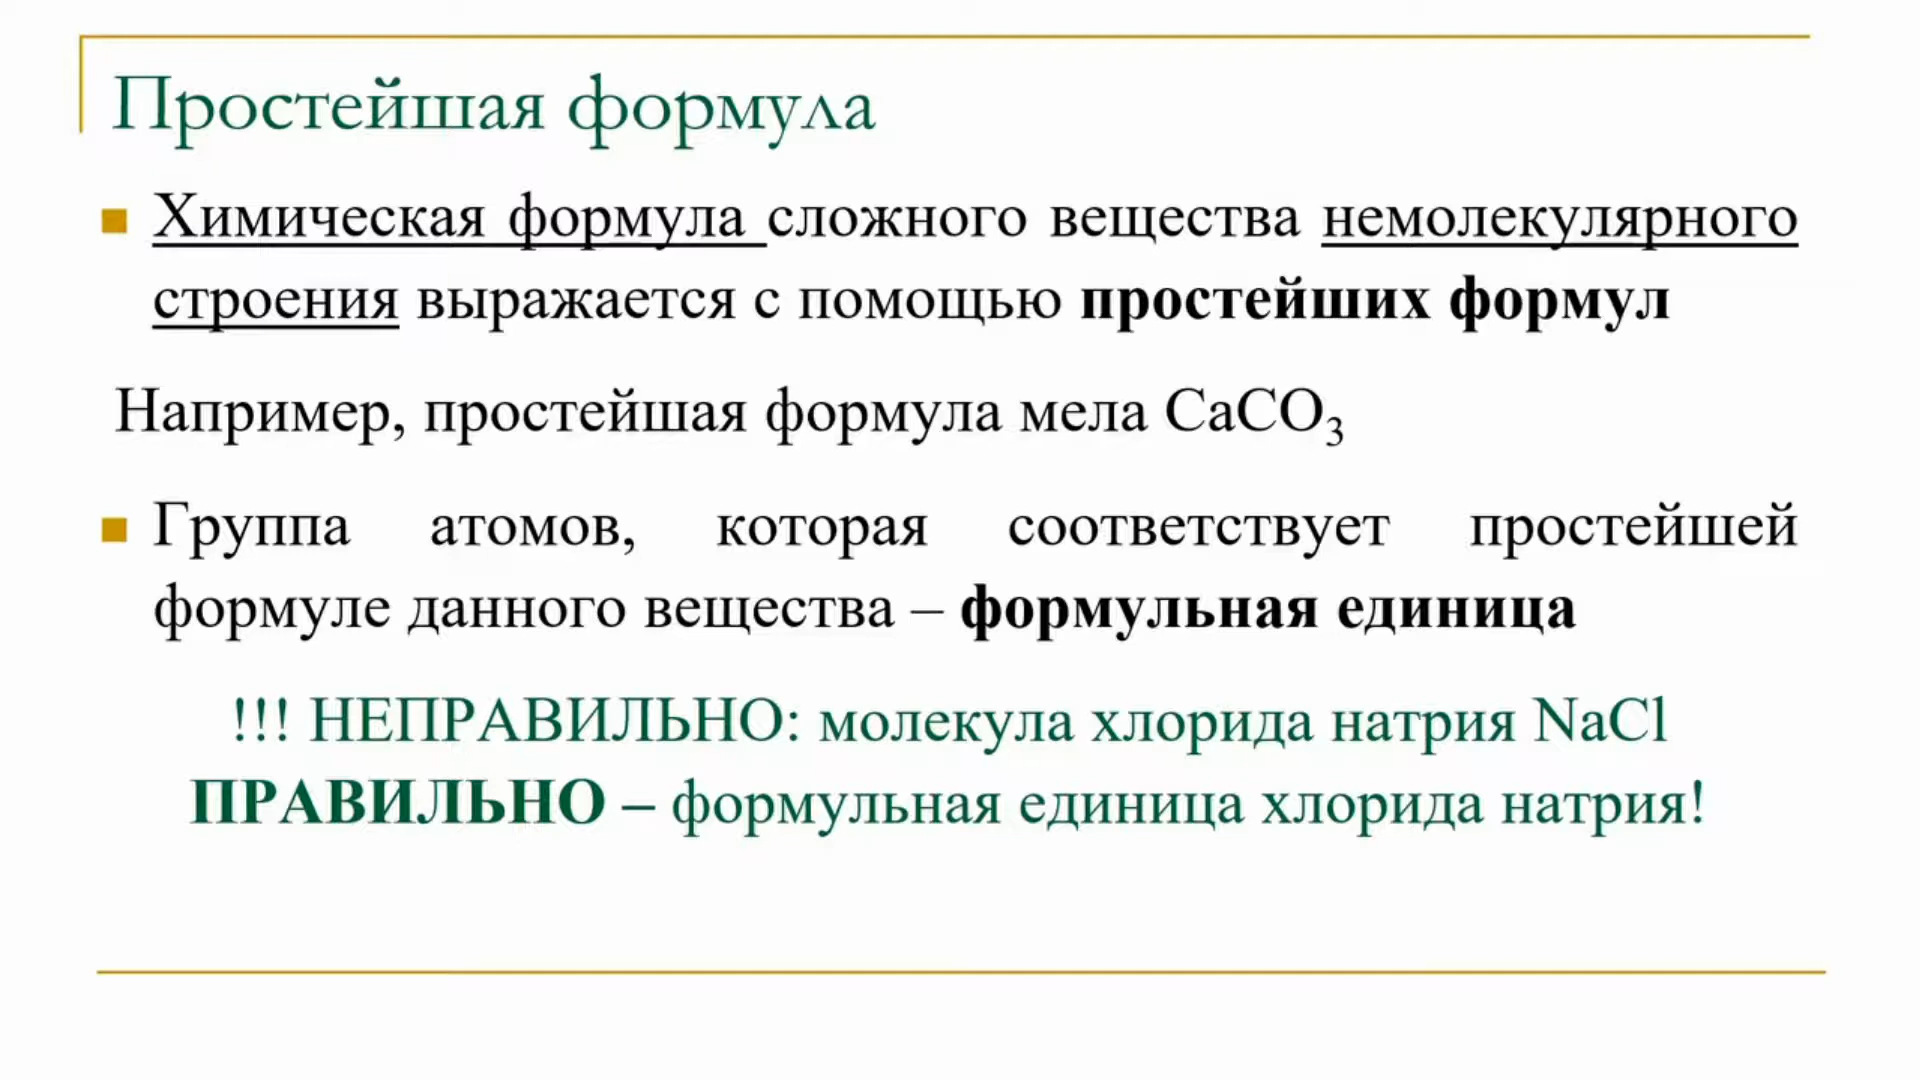 Простейшая формула
Химическая формула сложного вещества немолекулярного
строения выражается с помощью простейших формул
Например, простейшая формула мела CaCO₃
Группа атомов, которая соответствует простейшей
формуле данного вещества – формульная единица
!!! НЕПРАВИЛЬНО: молекула хлорида натрия NaCl
ПРАВИЛЬНО – формульная единица хлорида натрия!